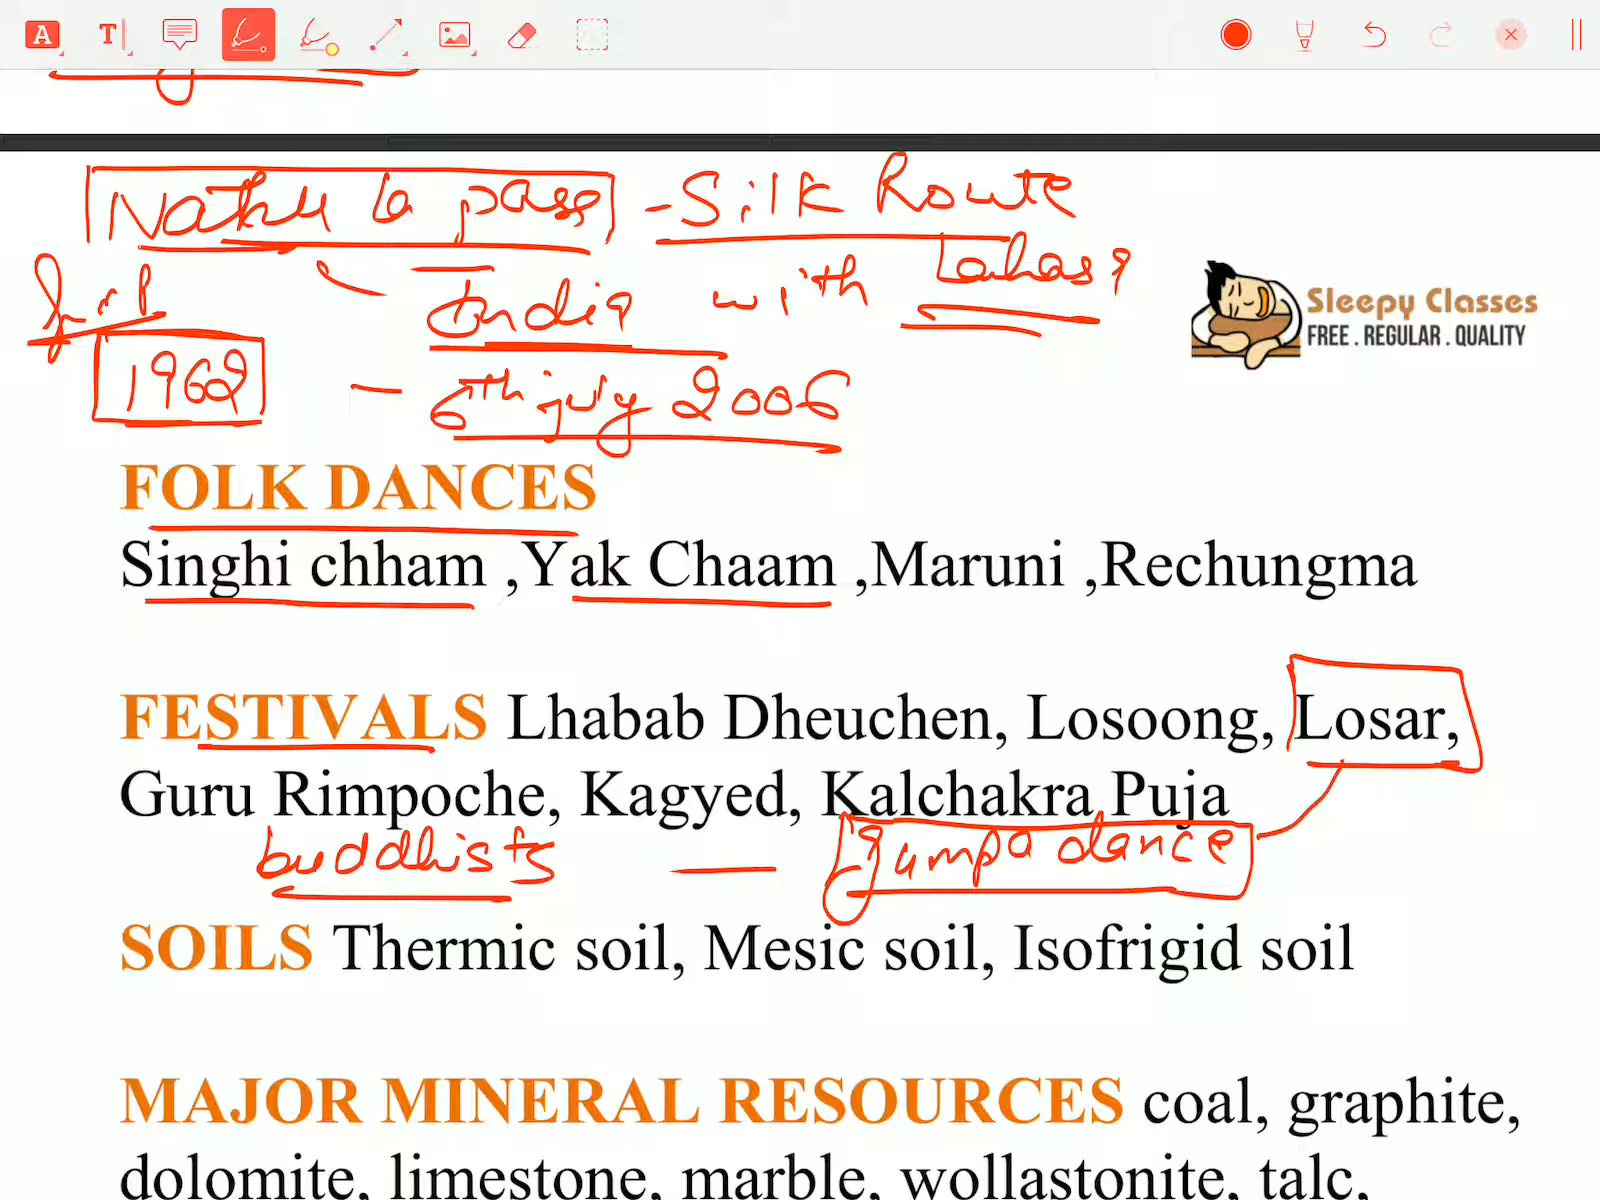 A T
Nathu la pass - Silk Route
India with Lahasa
Imp
1962 - 6th july 2006
Sleepy Classes
FREE . REGULAR . QUALITY
FOLK DANCES
Singhi chham ,Yak Chaam ,Maruni ,Rechungma
FESTIVALS Lhabab Dheuchen, Losoong, Losar,
Guru Rimpoche, Kagyed, Kalchakra Puja
buddhists — gumpa dance
SOILS Thermic soil, Mesic soil, Isofrigid soil
MAJOR MINERAL RESOURCES coal, graphite,
dolomite, limestone, marble, wollastonite, talc,